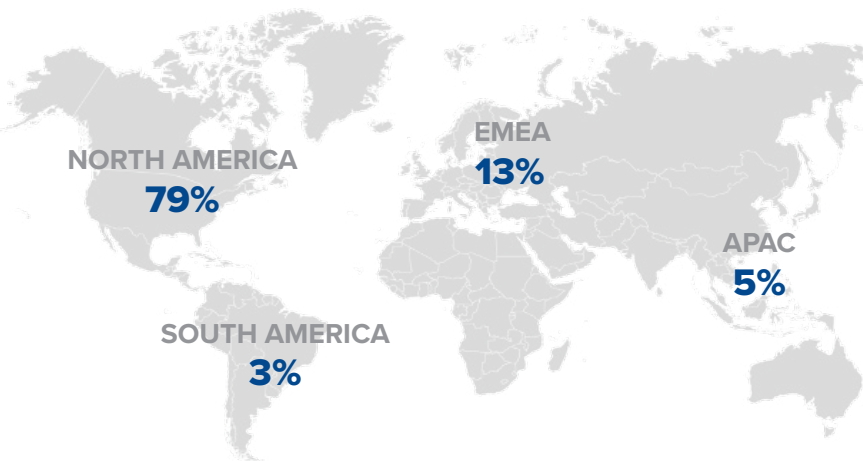 EMEA
13%
NORTH AMERICA
79%
APAC
5%
SOUTH AMERICA
3%